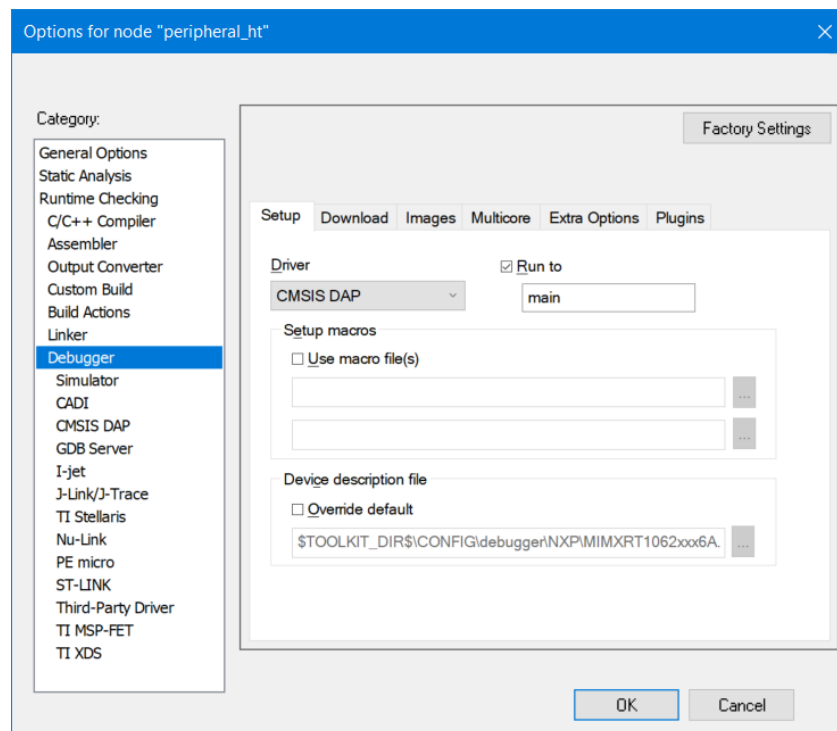 Options for node "peripheral_ht"
Category:
General Options
Static Analysis
Runtime Checking
C/C++ Compiler
Assembler
Output Converter
Custom Build
Build Actions
Linker
Debugger
Simulator
CADI
CMSIS DAP
GDB Server
I-jet
J-Link/J-Trace
TI Stellaris
Nu-Link
PE micro
ST-LINK
Third-Party Driver
TI MSP-FET
TI XDS
Factory Settings
Setup Download Images Multicore Extra Options Plugins
Driver
CMSIS DAP
Run to
main
Setup macros
Use macro file(s)
...
...
Device description file
Override default
$TOOLKIT_DIR$\CONFIG\debugger\NXP\MIMXRT1062xxx6A.
...
OK Cancel